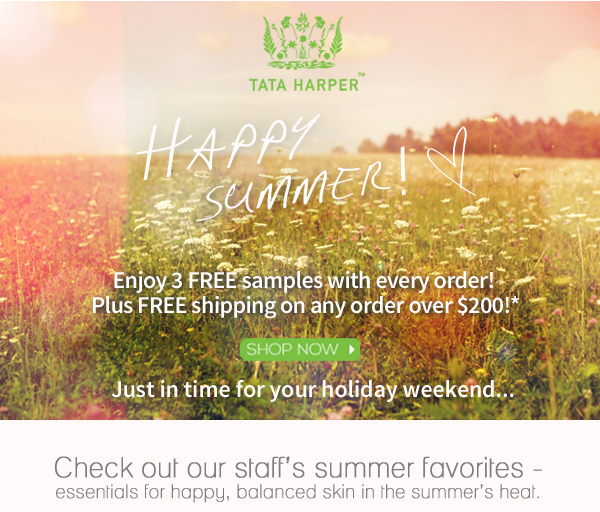 TATA HARPER™
HAPPY
SUMMER!
Enjoy 3 FREE samples with every order!
Plus FREE shipping on any order over $200!*
SHOP NOW
Just in time for your holiday weekend...
Check out our staff's summer favorites -
essentials for happy, balanced skin in the summer's heat.